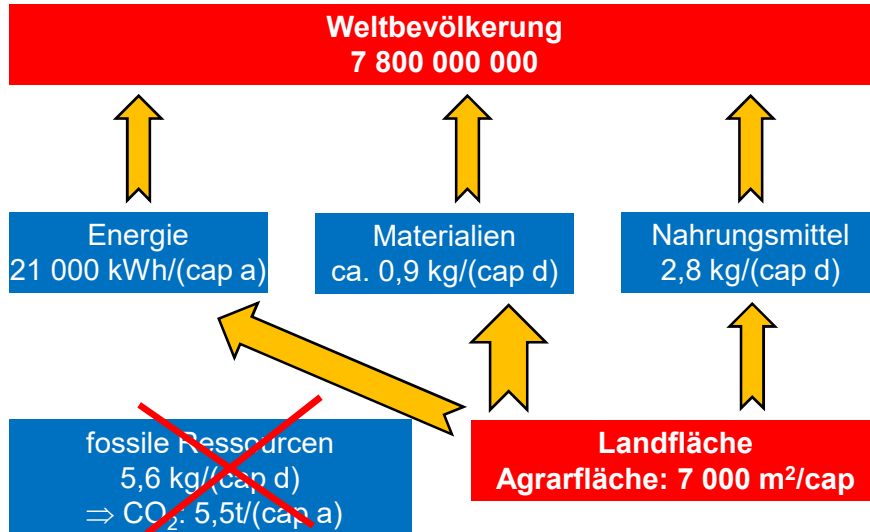 Weltbevölkerung
7 800 000 000
Energie
21 000 kWh/(cap a)
Materialien
ca. 0,9 kg/(cap d)
Nahrungsmittel
2,8 kg/(cap d)
fossile Ressourcen
5,6 kg/(cap d)
⇒ CO₂: 5,5t/(cap a)
Landfläche
Agrarfläche: 7 000 m²/cap